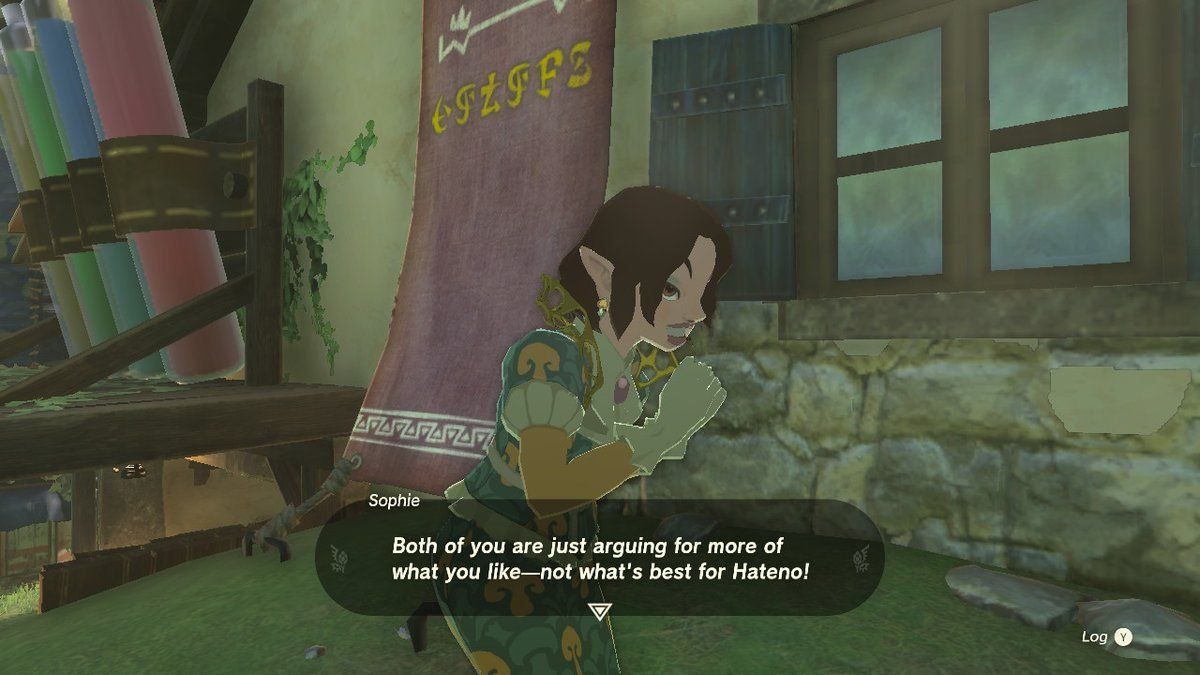 Sophie
Both of you are just arguing for more of
what you like—not what's best for Hateno!
Log Y